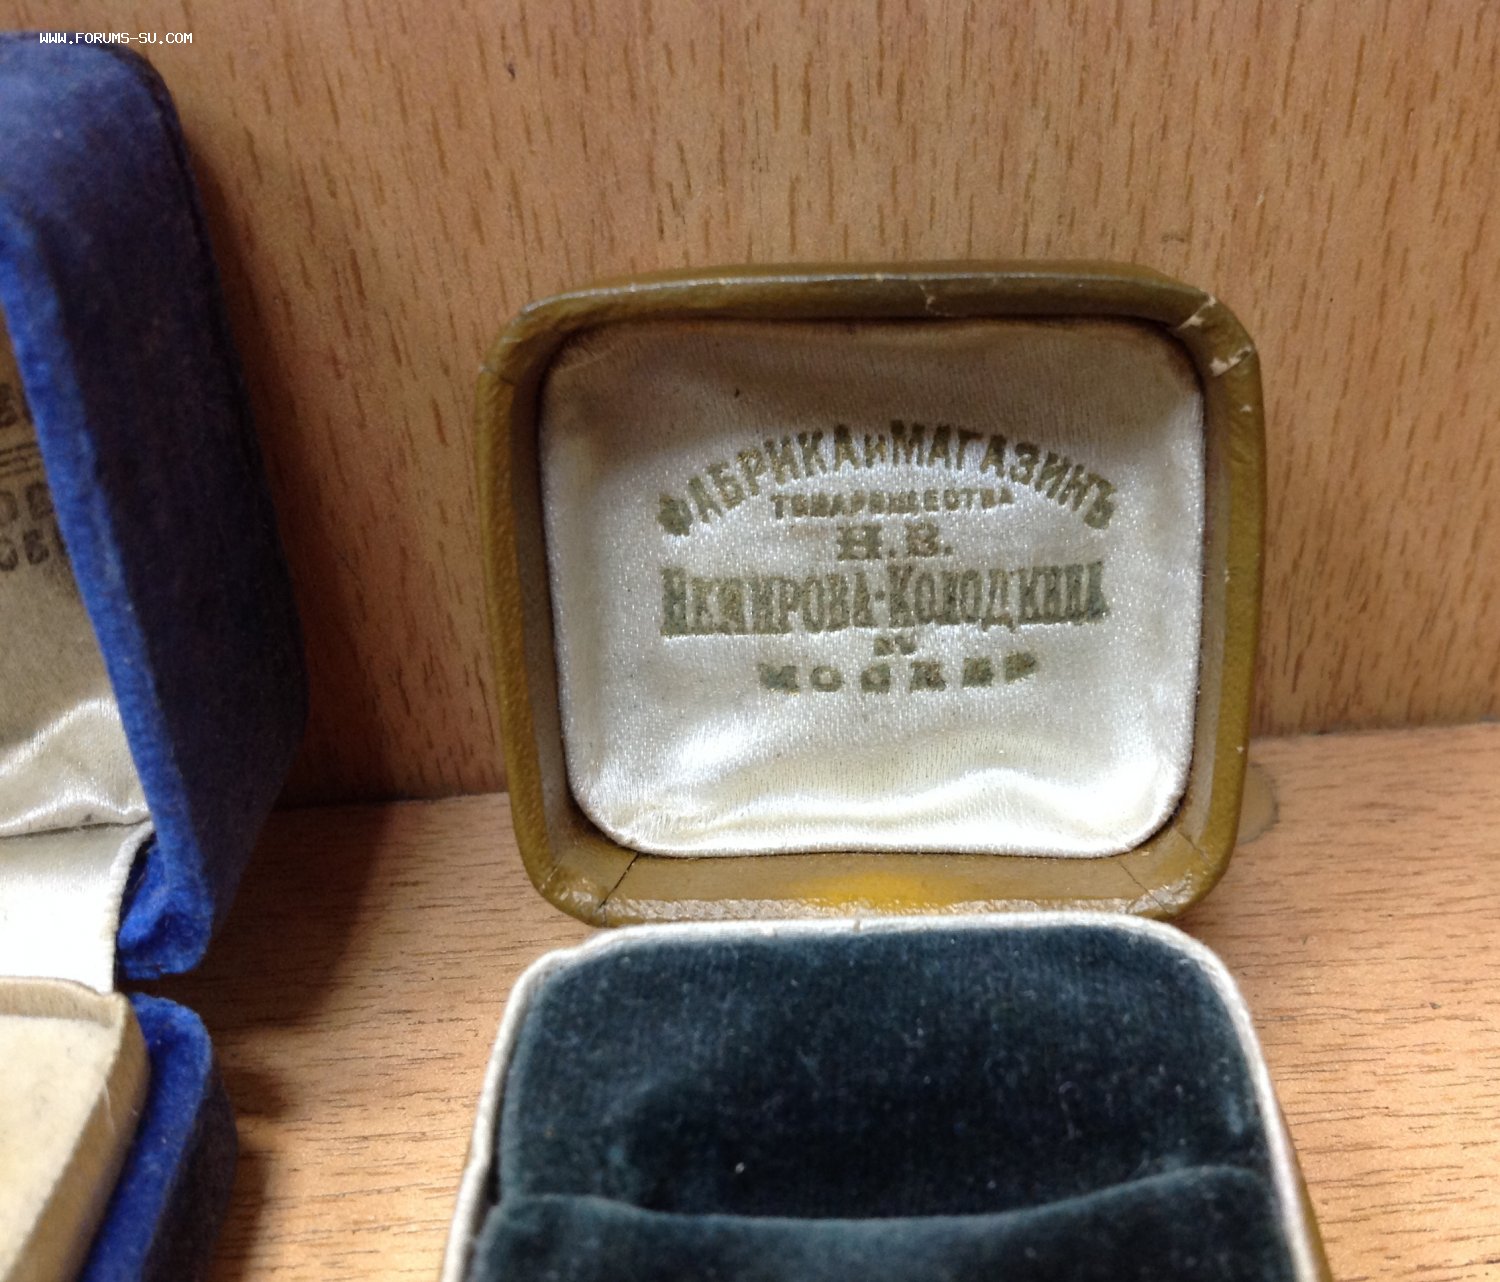 WWW.FORUMS-SU.COM
ФАБРИКА и МАГАЗИНЪ
ТОВАРИЩЕСТВА
Н. В.
НЕМИРОВА-КОЛОДКИНА
въ
МОСКВѢ